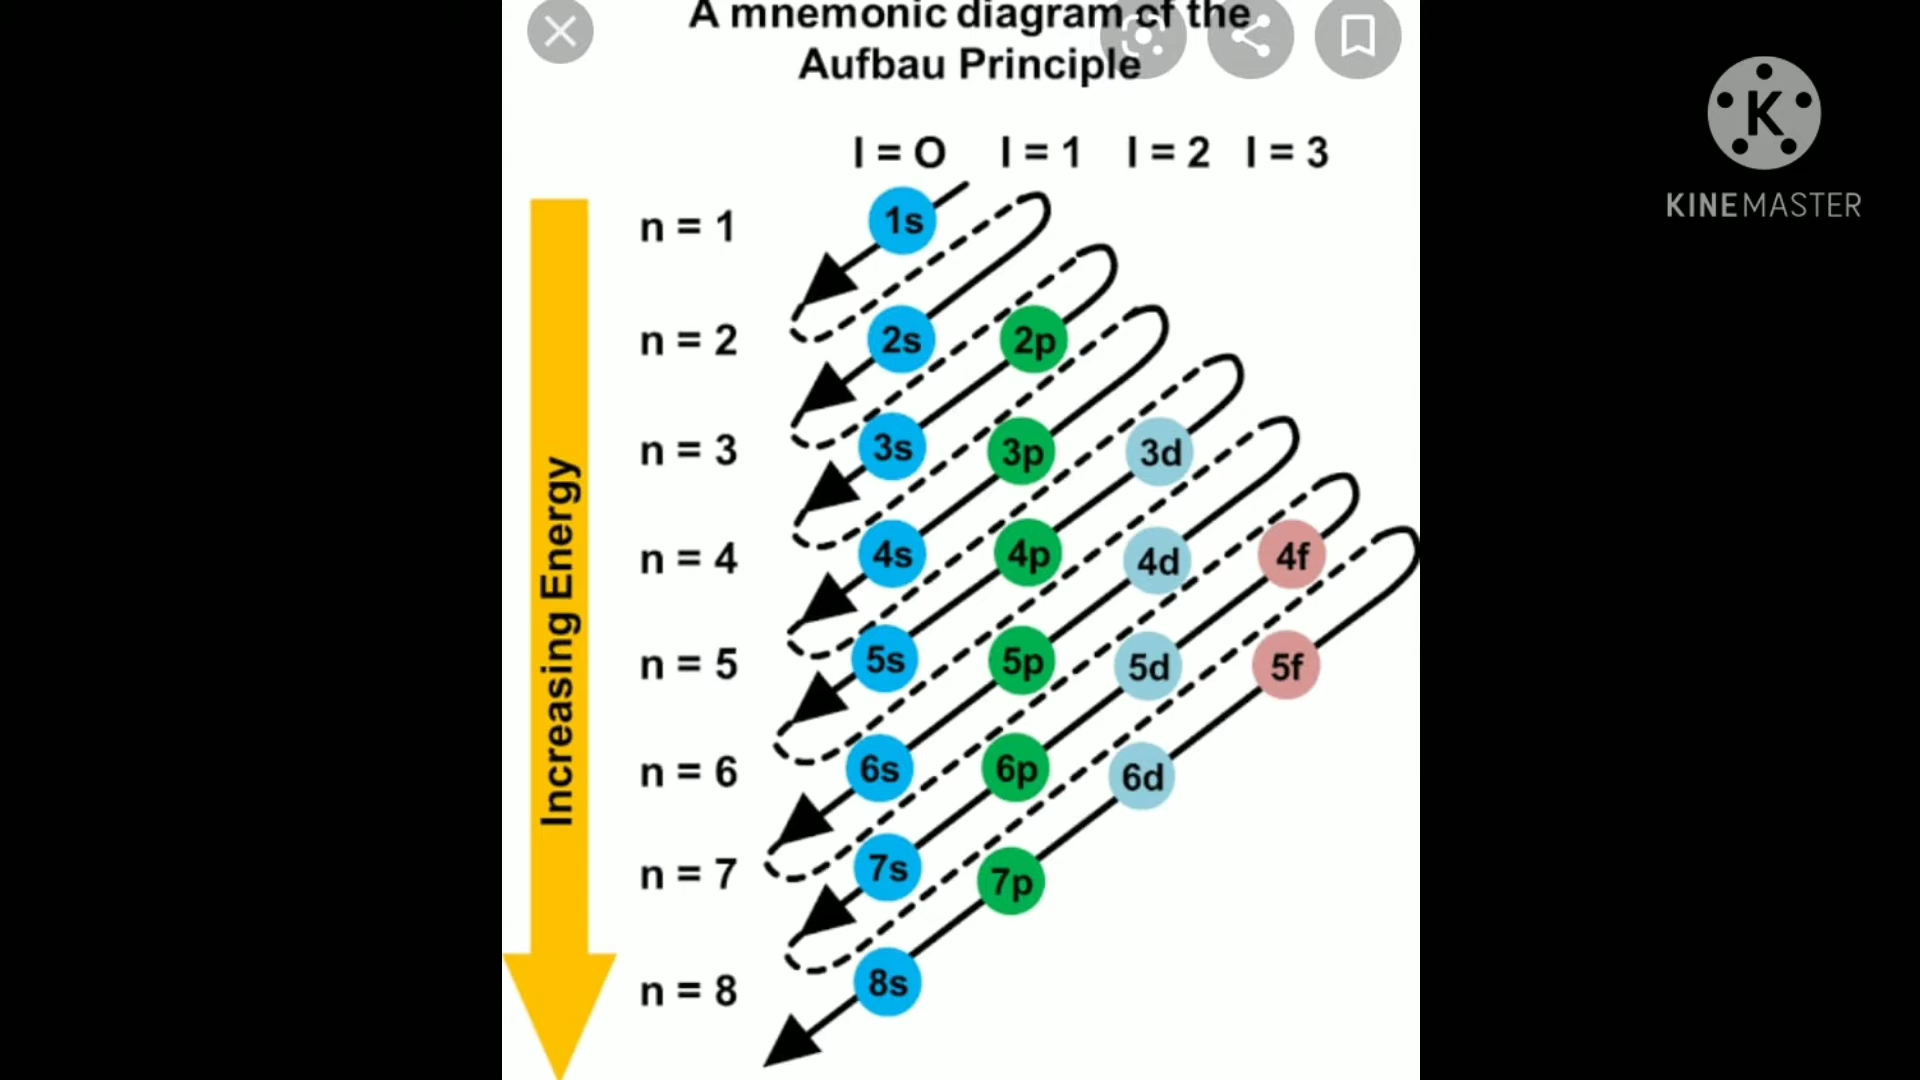 A mnemonic diagram of the
Aufbau Principle
l = O l = 1 l = 2 l = 3
n = 1 1s
n = 2 2s 2p
n = 3 3s 3p 3d
n = 4 4s 4p 4d 4f
n = 5 5s 5p 5d 5f
n = 6 6s 6p 6d
n = 7 7s 7p
n = 8 8s
Increasing Energy
K
KINEMASTER